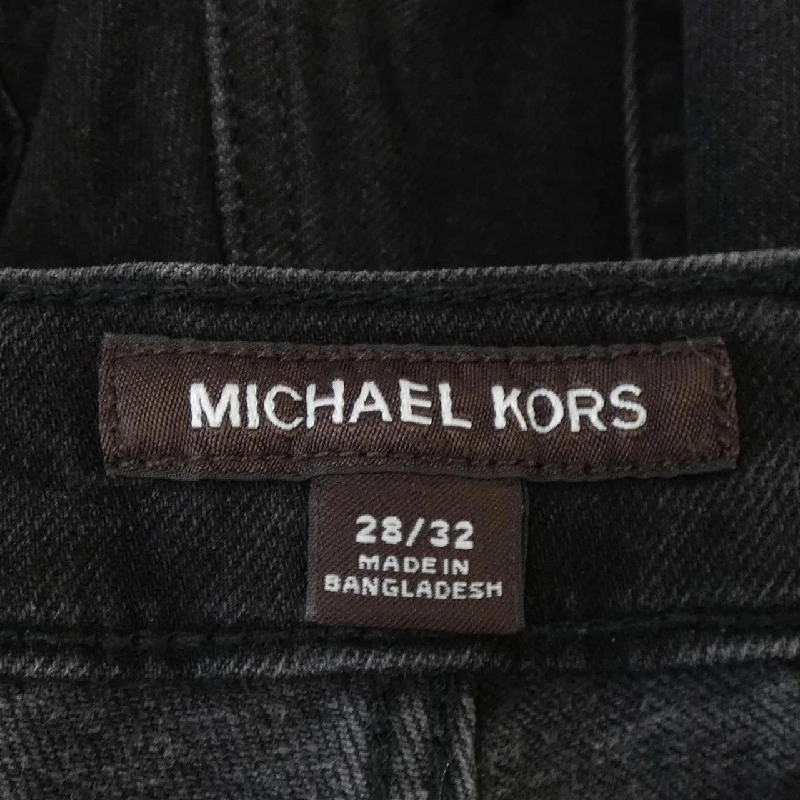 MICHAEL KORS
28/32
MADE IN
BANGLADESH